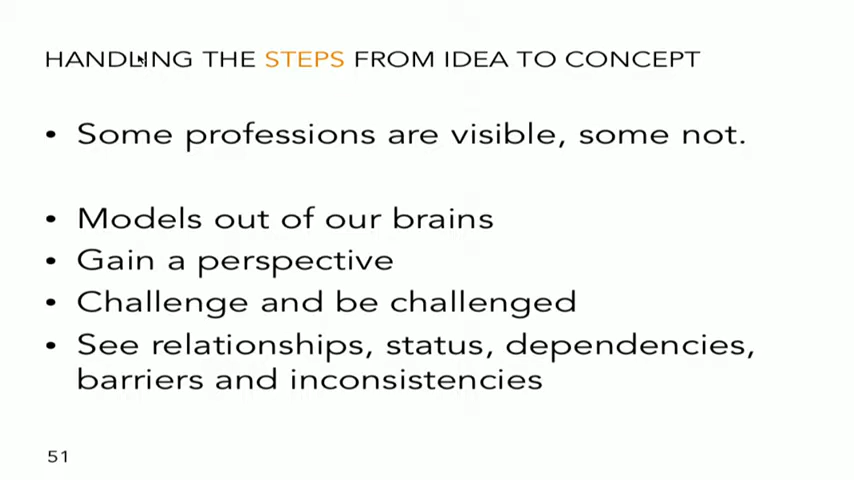 HANDLING THE STEPS FROM IDEA TO CONCEPT
• Some professions are visible, some not.
• Models out of our brains
• Gain a perspective
• Challenge and be challenged
• See relationships, status, dependencies,
barriers and inconsistencies
51